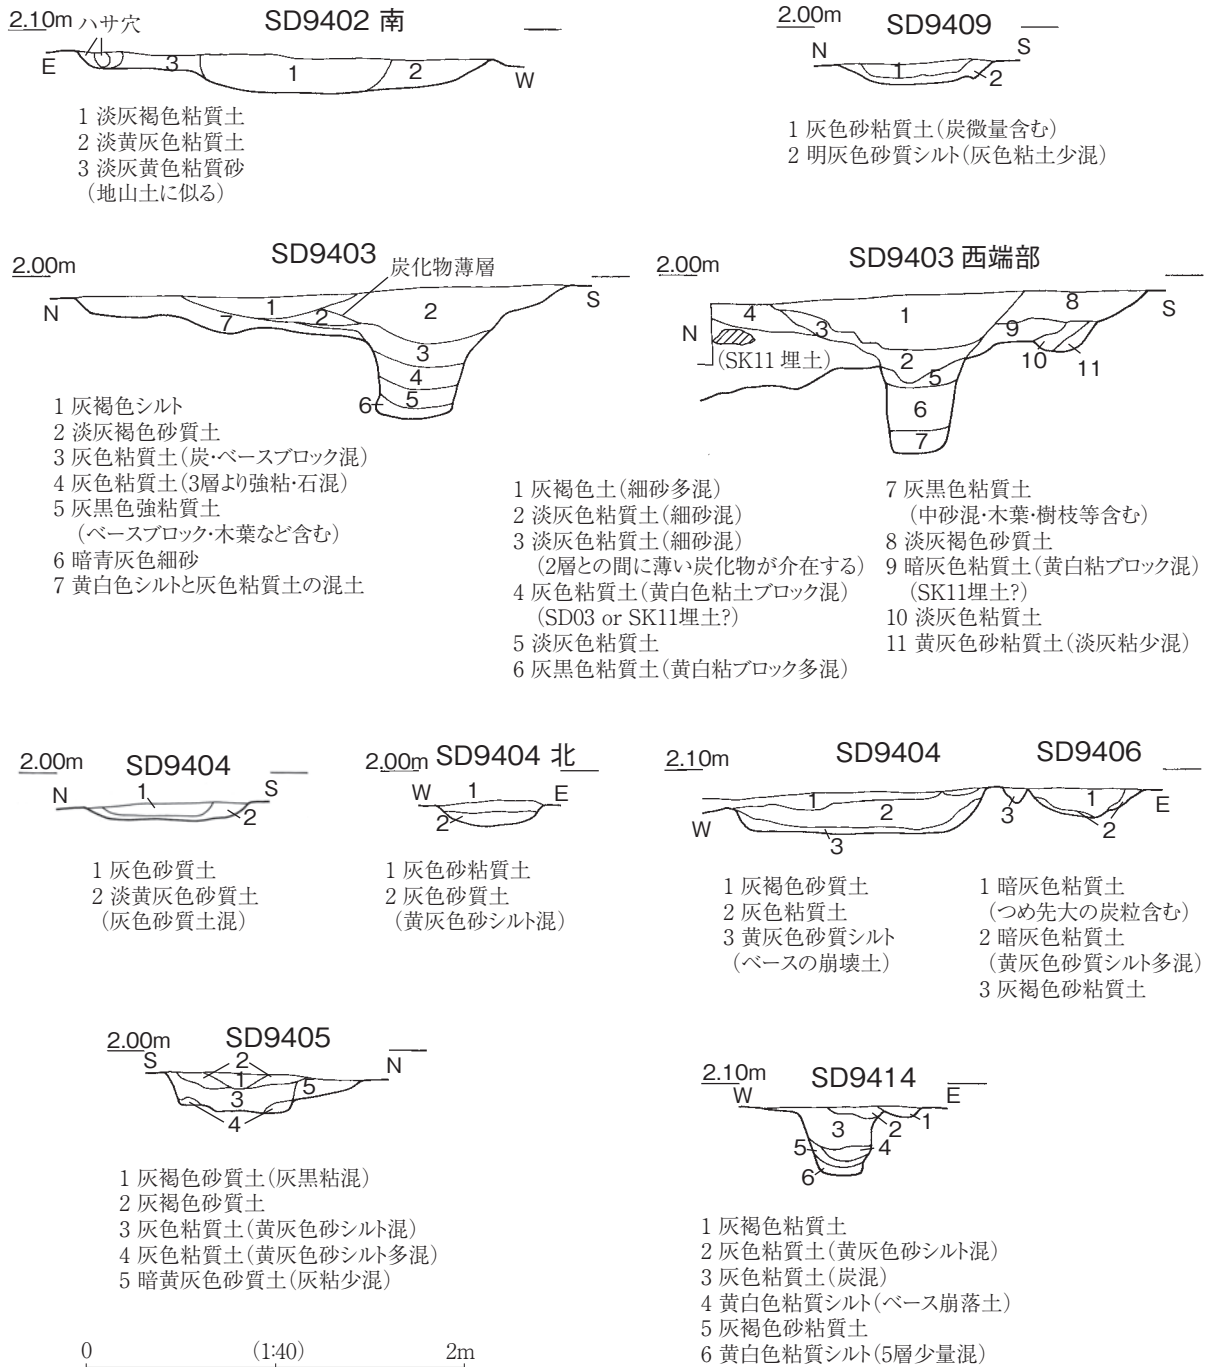 2.10m ハサ穴
SD9402 南
E
3
1
2
W
1 淡灰褐色粘質土
2 淡黄灰色粘質土
3 淡灰黄色粘質砂
(地山土に似る)
2.00m
SD9409
N
S
1
2
1 灰色砂粘質土(炭微量含む)
2 明灰色砂質シルト(灰色粘土少混)
2.00m
SD9403
炭化物薄層
N
S
1
2
2
7
3
4
5
6
1 灰褐色シルト
2 淡灰褐色砂質土
3 灰色粘質土(炭・ベースブロック混)
4 灰色粘質土(3層より強粘・石混)
5 灰黒色強粘質土
(ベースブロック・木葉など含む)
6 暗青灰色細砂
7 黄白色シルトと灰色粘質土の混土
2.00m
SD9403 西端部
N
S
4
3
1
8
9
(SK11 埋土)
2
5
10
11
6
7
1 灰褐色土(細砂多混)
2 淡灰色粘質土(細砂混)
3 淡灰色粘質土(細砂混)
(2層との間に薄い炭化物が介在する)
4 灰色粘質土(黄白色粘土ブロック混)
(SD03 or SK11埋土?)
5 淡灰色粘質土
6 灰黒色粘質土(黄白粘ブロック多混)
7 灰黒色粘質土
(中砂混・木葉・樹枝等含む)
8 淡灰褐色砂質土
9 暗灰色粘質土(黄白粘ブロック混)
(SK11埋土?)
10 淡灰色粘質土
11 黄灰色砂粘質土(淡灰粘少混)
2.00m
SD9404
N
1
S
2
1 灰色砂質土
2 淡黄灰色砂質土
(灰色砂質土混)
2.00m
SD9404 北
W
1
E
2
1 灰色砂粘質土
2 灰色砂質土
(黄灰色砂シルト混)
2.10m
SD9404
SD9406
W
1
2
3
3
1
2
E
1 灰褐色砂質土
2 灰色粘質土
3 黄灰色砂質シルト
(ベースの崩壊土)
1 暗灰色粘質土
(つめ先大の炭粒含む)
2 暗灰色粘質土
(黄灰色砂質シルト多混)
3 灰褐色砂粘質土
2.00m
SD9405
S
2
N
1
5
3
4
1 灰褐色砂質土(灰黒粘混)
2 灰褐色砂質土
3 灰色粘質土(黄灰色砂シルト混)
4 灰色粘質土(黄灰色砂シルト多混)
5 暗黄灰色砂質土(灰粘少混)
2.10m
SD9414
W
E
3
2
1
5
4
6
1 灰褐色粘質土
2 灰色粘質土(黄灰色砂シルト混)
3 灰色粘質土(炭混)
4 黄白色粘質シルト(ベース崩落土)
5 灰褐色砂粘質土
6 黄白色粘質シルト(5層少量混)
0 (1:40) 2m